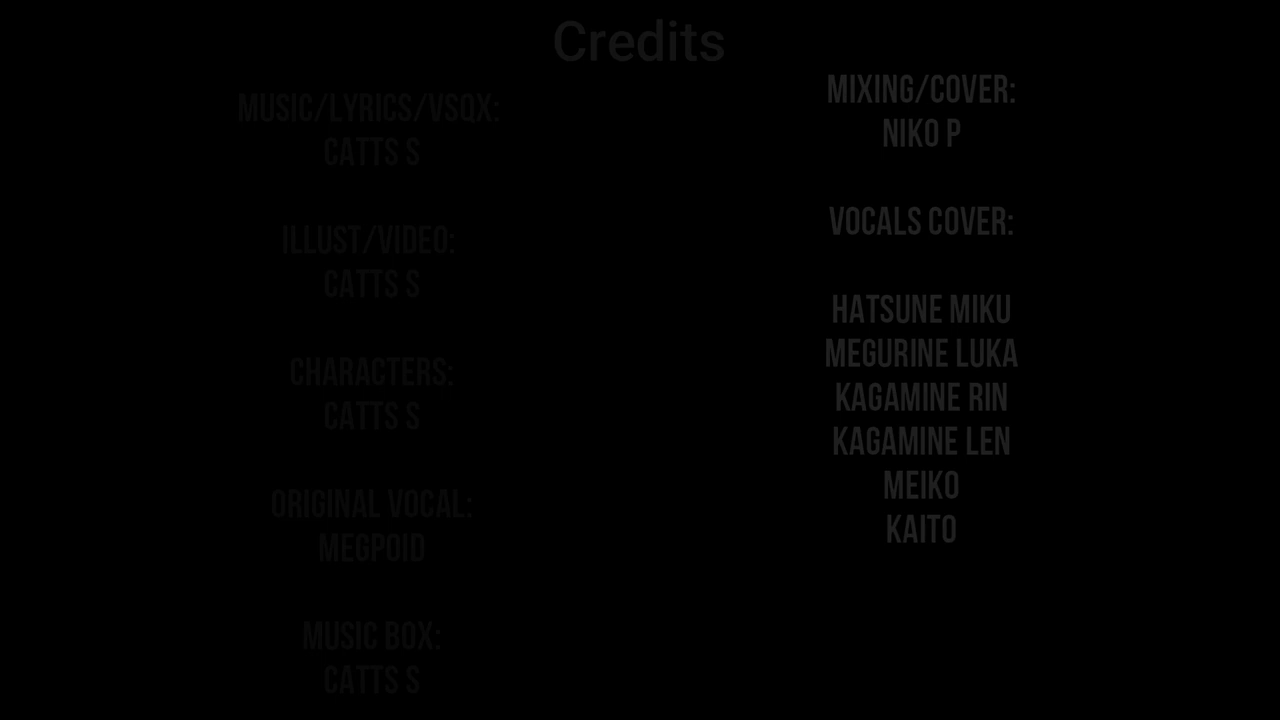 Credits
MUSIC/LYRICS/VSQX:
CATTS S
ILLUST/VIDEO:
CATTS S
CHARACTERS:
CATTS S
ORIGINAL VOCAL:
MEGPOID
MUSIC BOX:
CATTS S
MIXING/COVER:
NIKO P
VOCALS COVER:
HATSUNE MIKU
MEGURINE LUKA
KAGAMINE RIN
KAGAMINE LEN
MEIKO
KAITO